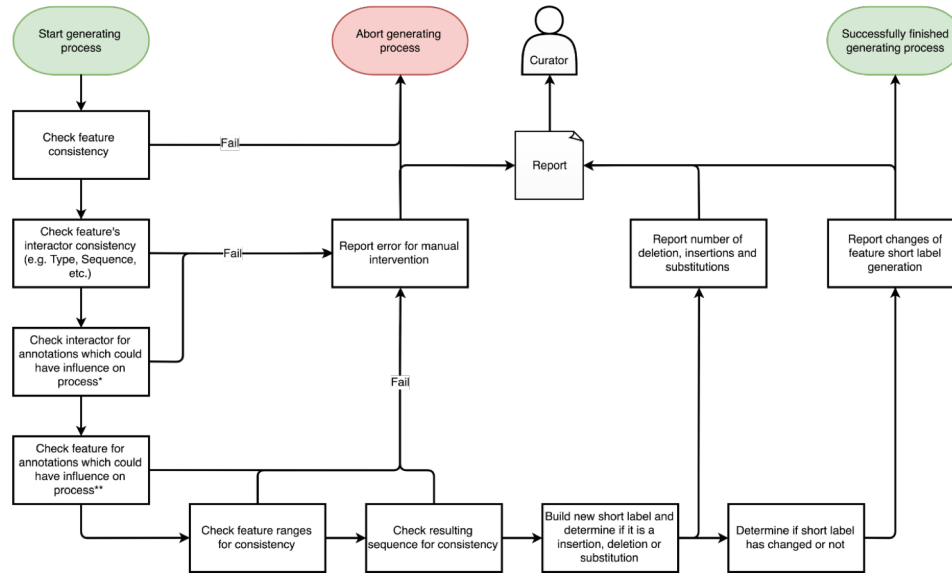 Start generating
process
Abort generating
process
Curator
Successfully finished
generating process
Check feature
consistency
Fail
Report
Check feature's
interactor consistency
(e.g. Type, Sequence,
etc.)
Fail
Report error for manual
intervention
Report number of
deletion, insertions and
substitutions
Report changes of
feature short label
generation
Check interactor for
annotations which could
have influence on
process*
Fail
Check feature for
annotations which could
have influence on
process**
Check feature ranges
for consistency
Check resulting
sequence for consistency
Build new short label and
determine if it is a
insertion, deletion or
substitution
Determine if short label
has changed or not